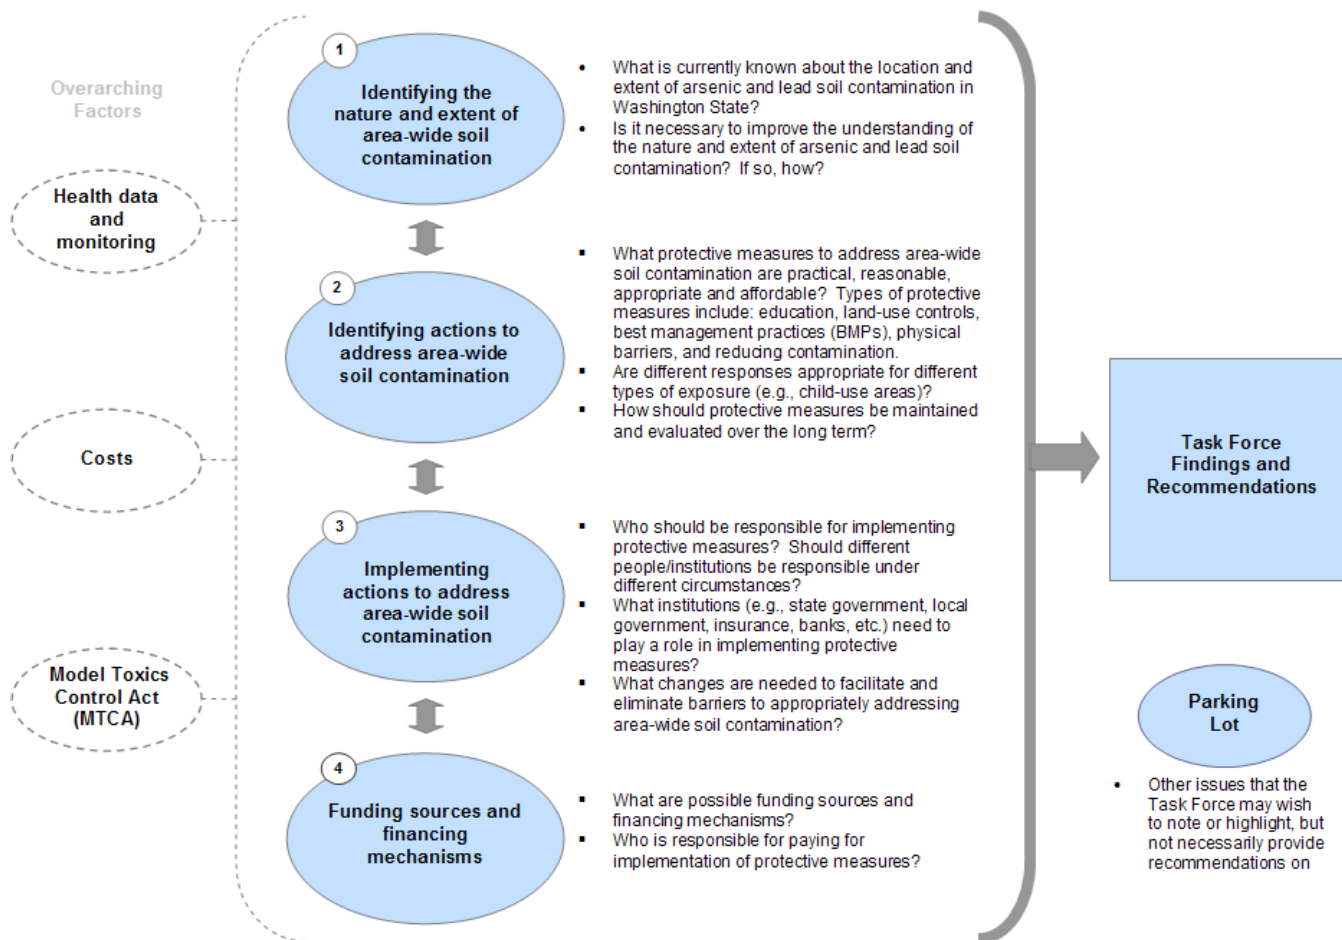 Overarching
Factors
Health data
and
monitoring
Costs
Model Toxics
Control Act
(MTCA)
1
Identifying the
nature and extent of
area-wide soil
contamination
• What is currently known about the location and
extent of arsenic and lead soil contamination in
Washington State?
• Is it necessary to improve the understanding of
the nature and extent of arsenic and lead soil
contamination? If so, how?
2
Identifying actions to
address area-wide
soil contamination
▪ What protective measures to address area-wide
soil contamination are practical, reasonable,
appropriate and affordable? Types of protective
measures include: education, land-use controls,
best management practices (BMPs), physical
barriers, and reducing contamination.
▪ Are different responses appropriate for different
types of exposure (e.g., child-use areas)?
▪ How should protective measures be maintained
and evaluated over the long term?
3
Implementing
actions to address
area-wide soil
contamination
▪ Who should be responsible for implementing
protective measures? Should different
people/institutions be responsible under
different circumstances?
▪ What institutions (e.g., state government, local
government, insurance, banks, etc.) need to
play a role in implementing protective
measures?
▪ What changes are needed to facilitate and
eliminate barriers to appropriately addressing
area-wide soil contamination?
4
Funding sources and
financing
mechanisms
▪ What are possible funding sources and
financing mechanisms?
▪ Who is responsible for paying for
implementation of protective measures?
Task Force
Findings and
Recommendations
Parking
Lot
• Other issues that the
Task Force may wish
to note or highlight, but
not necessarily provide
recommendations on